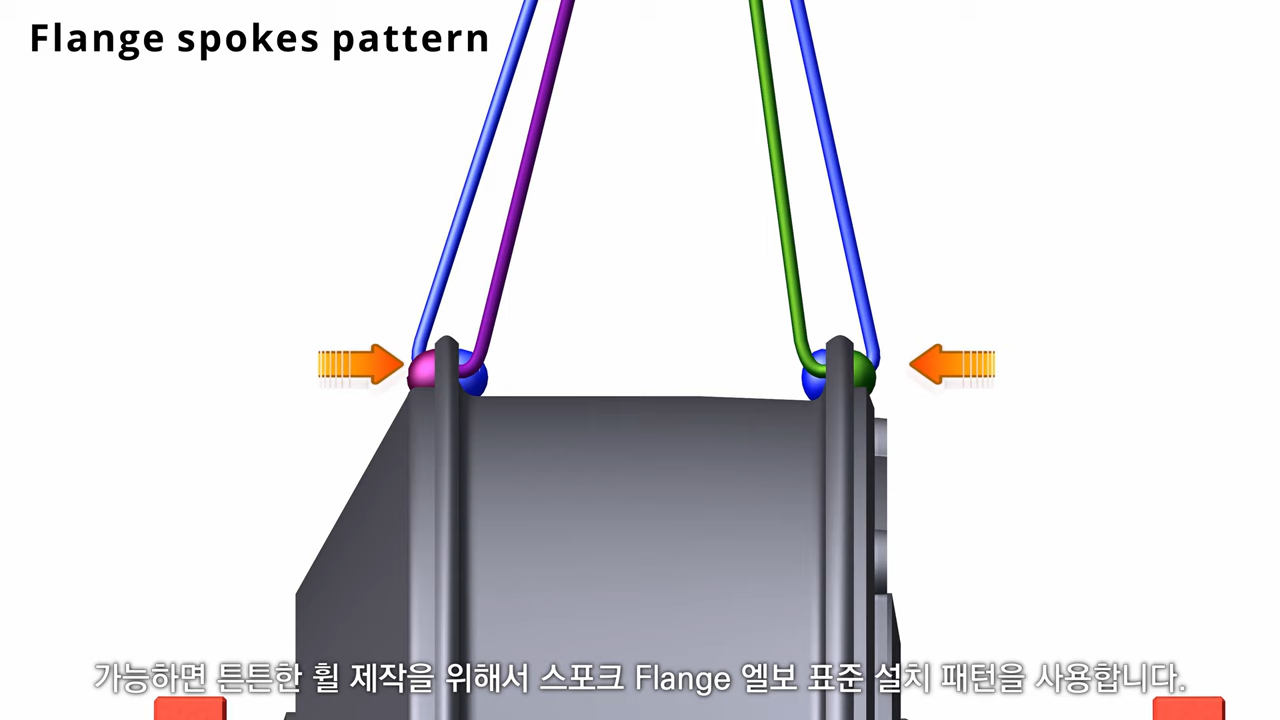 Flange spokes pattern
가능하면 튼튼한 휠 제작을 위해서 스포크 Flange 엘보 표준 설치 패턴을 사용합니다.